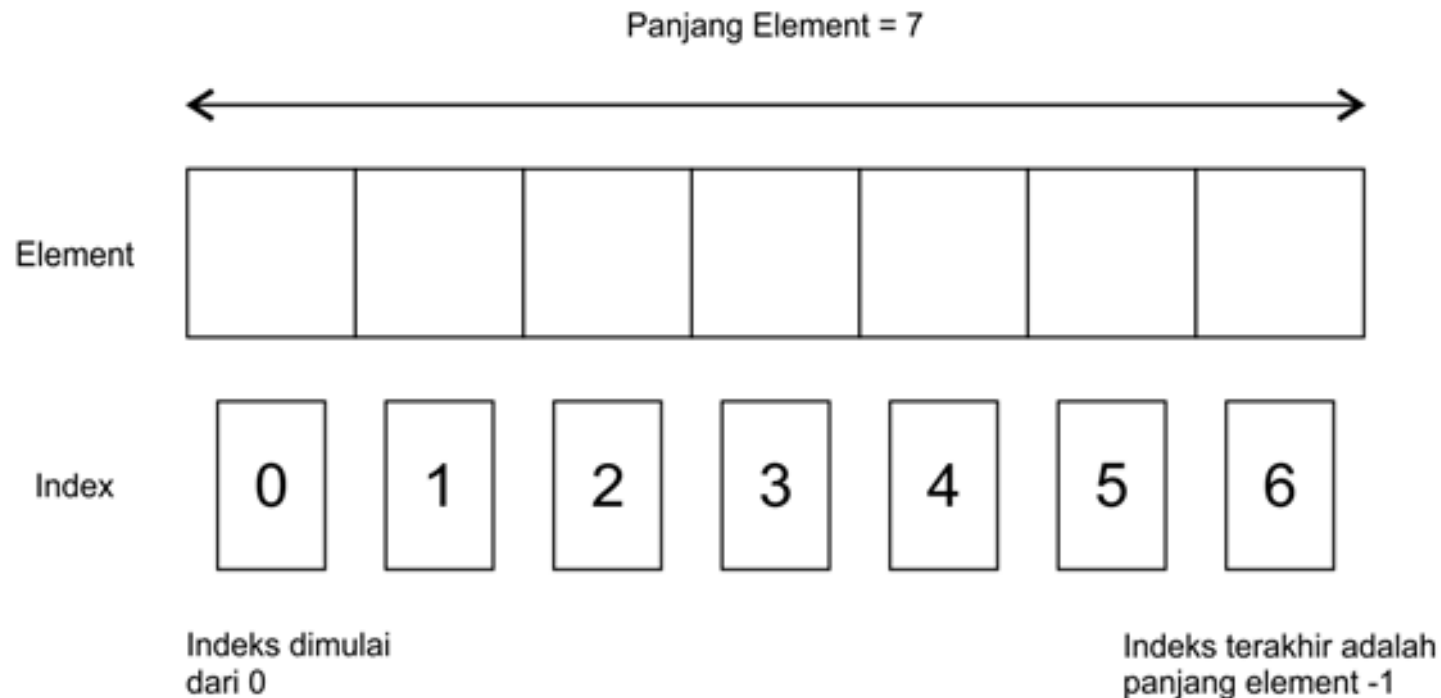 Panjang Element = 7
Element
Index
0
1
2
3
4
5
6
Indeks dimulai
dari 0
Indeks terakhir adalah
panjang element -1